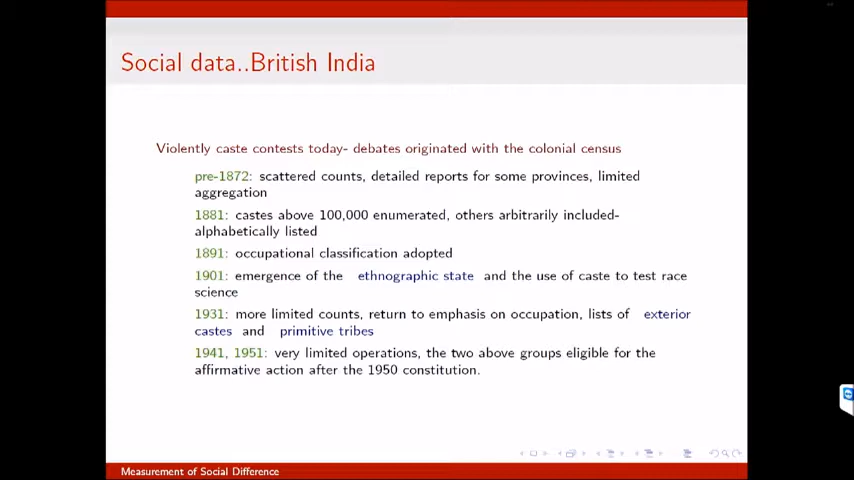 Social data..British India
Violently caste contests today- debates originated with the colonial census
pre-1872: scattered counts, detailed reports for some provinces, limited
aggregation
1881: castes above 100,000 enumerated, others arbitrarily included-
alphabetically listed
1891: occupational classification adopted
1901: emergence of the ethnographic state and the use of caste to test race
science
1931: more limited counts, return to emphasis on occupation, lists of exterior
castes and primitive tribes
1941, 1951: very limited operations, the two above groups eligible for the
affirmative action after the 1950 constitution.
Measurement of Social Difference